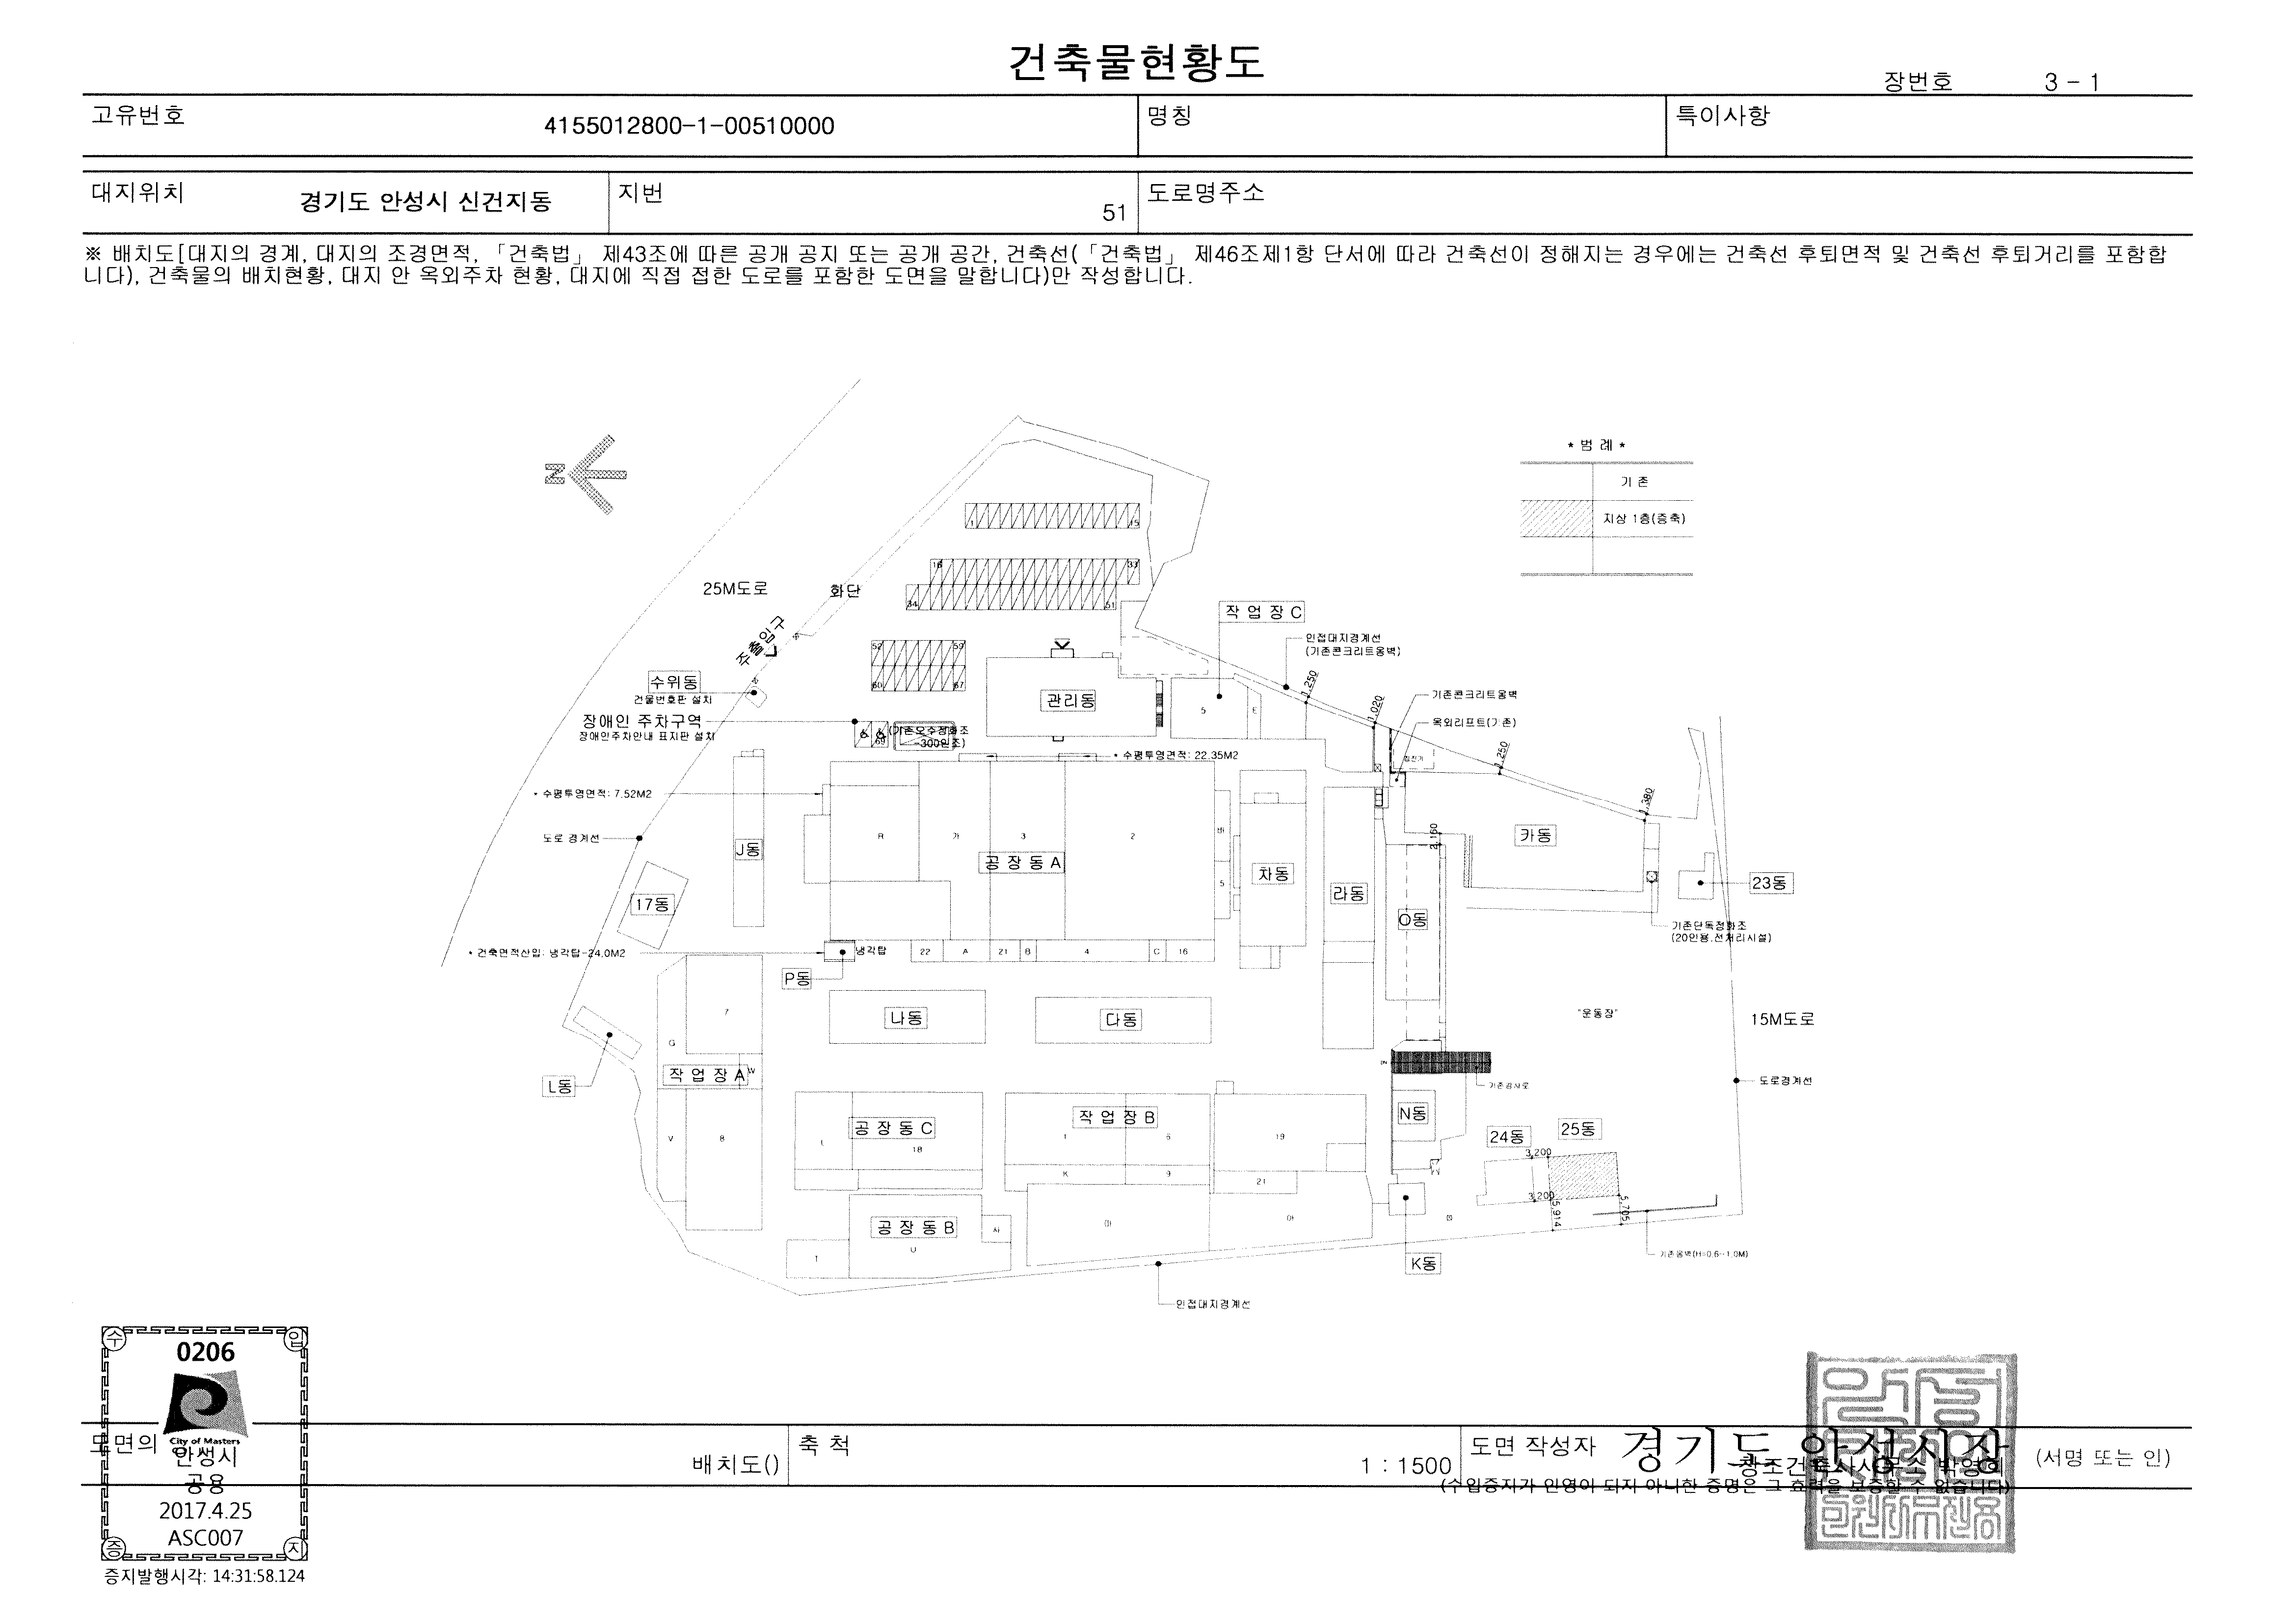 건축물현황도
장번호 3 - 1
고유번호 4155012800-1-00510000 명칭 특이사항
대지위치 경기도 안성시 신건지동 지번 51 도로명주소
※ 배치도[대지의 경계, 대지의 조경면적, 「건축법」 제43조에 따른 공개 공지 또는 공개 공간, 건축선(「건축법」 제46조제1항 단서에 따라 건축선이 정해지는 경우에는 건축선 후퇴면적 및 건축선 후퇴거리를 포함합
니다), 건축물의 배치현황, 대지 안 옥외주차 현황, 대지에 직접 접한 도로를 포함한 도면을 말합니다)만 작성합니다.
* 범 례 *
기 존
지상 1층(증축)
N
1 15
16 33
34 51
52 59
60 67
25M도로
화단
주출입구
수위동
건물번호판 설치
장애인 주차구역
장애인주차안내 표지판 설치
69
(기존오수정화조
-300인조)
관리동
작 업 장 C
5 E
인접대지경계선
(기존콘크리트옹벽)
1,250
1,020
기존콘크리트옹벽
옥외리프트(기존)
1,250
1,380
* 수평투영면적: 22.35M2
* 수평투영면적: 7.52M2
도로 경계선
J동
17동
R 가 3 2
공 장 동 A
바
5
차동
라동
2,150
O동
카동
23동
기존단독정화조
(20인용,전처리시설)
* 건축면적산입: 냉각탑-24.0M2
냉각탑
P동
22 A 21 B 4 C 16
나동
다동
7
G
작 업 장 A
W
V 8
L동
"운동장"
15M도로
도로경계선
기존경사로
DN
공 장 동 C
L 18
작 업 장 B
I 6
K 9
19
21
N동
24동
25동
3,200
3,200
5,914
5,705
공 장 동 B
T U 사
마 아
K동
기존옹벽(H=0.6~1.0M)
인접대지경계선
수 입
0206
City of Masters
안성시
공용
2017.4.25
ASC007
증 지
증지발행시각: 14:31:58.124
도면의
배치도()
축 척
1 : 1500
도면 작성자
경기도 안성시장
창조건축사사무소 박영희
(서명 또는 인)
(수입증지가 인영이 되지 아니한 증명은 그 효력을 보증할 수 없습니다)